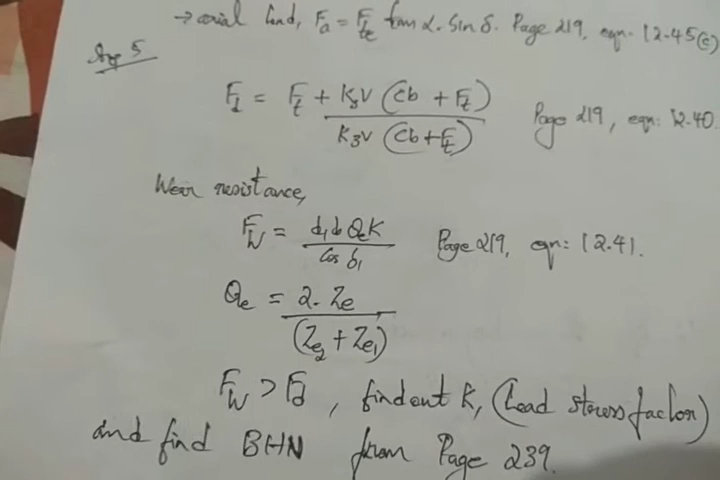 → axial load, Fa = Fte tan α. Sin δ. Page 219, eqn. 12.45(c)
Step 5
Fd = Ft + K3V (Cb + Ft) / K3V (Cb + Ft) Page 219, eqn: 12.40.
Wear resistance,
Fw = d1 b Qe K / Cos δ1 Page 219, eqn: 12.41.
Qe = 2. Ze / (Ze2 + Ze1)
Fw > Fd, find out K, (Load stress factor)
and find BHN from Page 239.